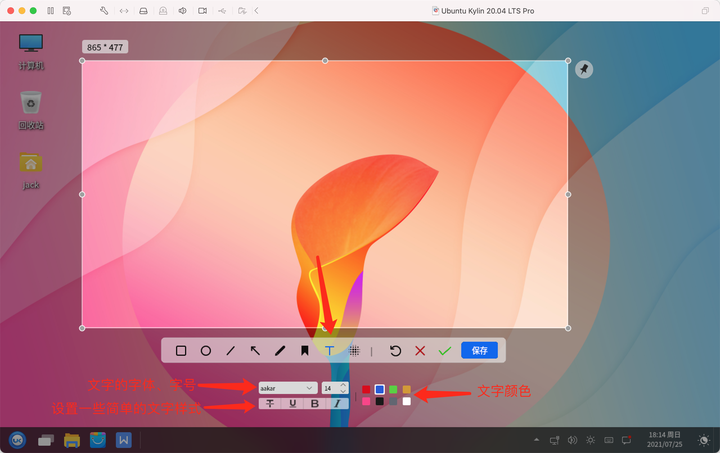 Ubuntu Kylin 20.04 LTS Pro
865 * 477
计算机
回收站
jack
保存
文字的字体、字号
aakar
14
文字颜色
设置一些简单的文本样式
T U B I
18:14 周日
2021/07/25